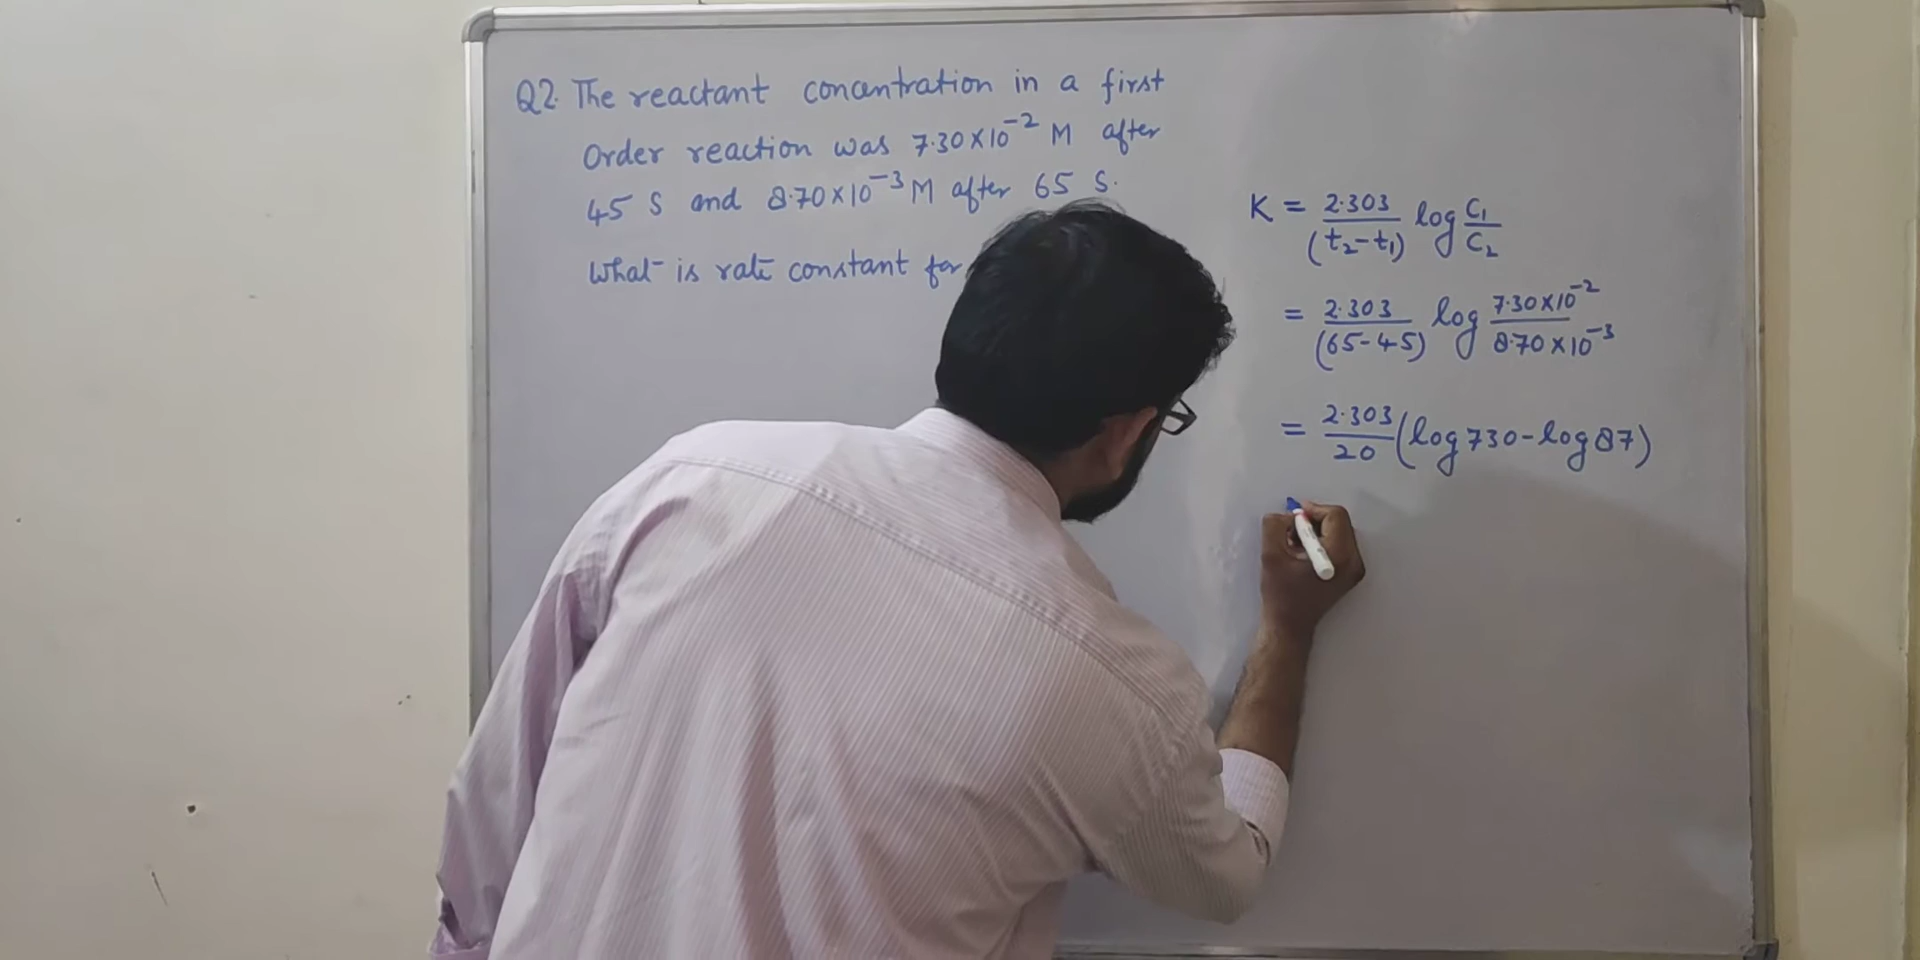 Q2. The reactant concentration in a first
Order reaction was 7.30×10⁻² M after
45 S and 8.70×10⁻³ M after 65 S.
What is rate constant for
K = 2.303/(t₂-t₁) log C₁/C₂
= 2.303/(65-45) log 7.30×10⁻²/8.70×10⁻³
= 2.303/20 (log 730 - log 87)